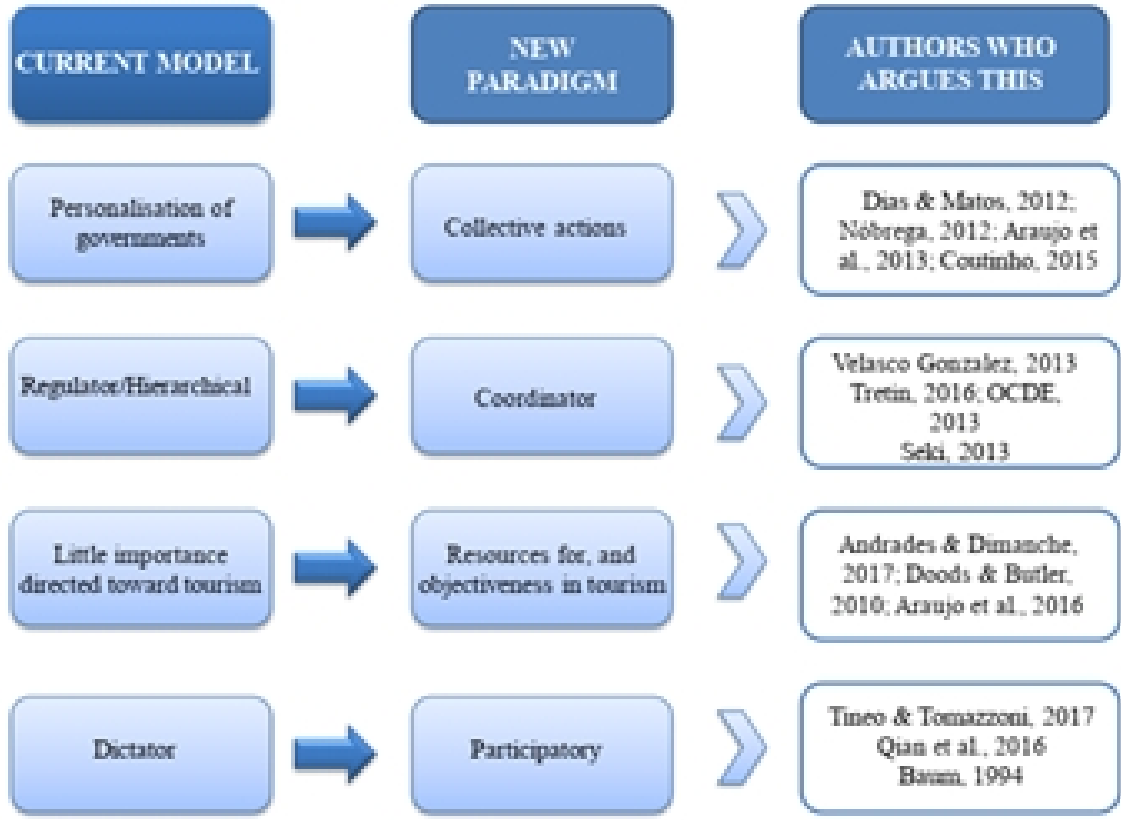 CURRENT MODEL
NEW
PARADIGM
AUTHORS WHO
ARGUES THIS
Personalisation of
governments
Collective actions
Dias & Matos, 2012;
Nóbrega, 2012; Araujo et
al., 2013; Coutinho, 2015
Regulator/Hierarchical
Coordinator
Velasco Gonzalez, 2013
Tretin, 2016; OCDE,
2013
Seki, 2013
Little importance
directed toward tourism
Resources for, and
objectiveness in tourism
Andrades & Dimanche,
2017; Doods & Butler,
2010; Araujo et al., 2016
Dictator
Participatory
Tineo & Tomazzoni, 2017
Qian et al., 2016
Baum, 1994